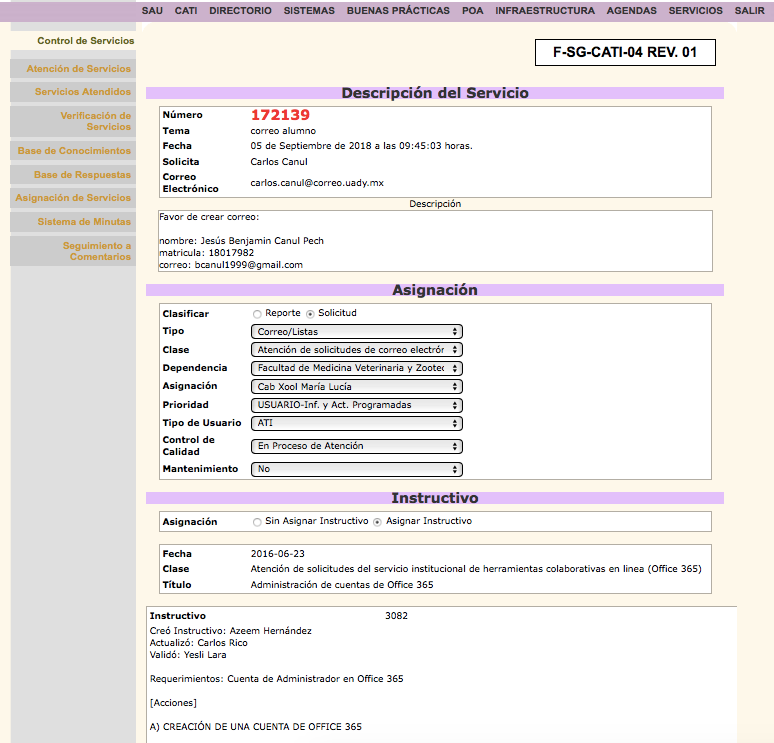 SAU CATI DIRECTORIO SISTEMAS BUENAS PRÁCTICAS POA INFRAESTRUCTURA AGENDAS SERVICIOS SALIR
Control de Servicios
Atención de Servicios
Servicios Atendidos
Verificación de
Servicios
Base de Conocimientos
Base de Respuestas
Asignación de Servicios
Sistema de Minutas
Seguimiento a
Comentarios
F-SG-CATI-04 REV. 01
Descripción del Servicio
Número 172139
Tema correo alumno
Fecha 05 de Septiembre de 2018 a las 09:45:03 horas.
Solicita Carlos Canul
Correo
Electrónico carlos.canul@correo.uady.mx
Descripción
Favor de crear correo:
nombre: Jesús Benjamin Canul Pech
matricula: 18017982
correo: bcanul1999@gmail.com
Asignación
Clasificar Reporte Solicitud
Tipo Correo/Listas
Clase Atención de solicitudes de correo electrór
Dependencia Facultad de Medicina Veterinaria y Zootec
Asignación Cab Xool María Lucía
Prioridad USUARIO-Inf. y Act. Programadas
Tipo de Usuario ATI
Control de
Calidad En Proceso de Atención
Mantenimiento No
Instructivo
Asignación Sin Asignar Instructivo Asignar Instructivo
Fecha 2016-06-23
Clase Atención de solicitudes del servicio institucional de herramientas colaborativas en linea (Office 365)
Título Administración de cuentas de Office 365
Instructivo 3082
Creó Instructivo: Azeem Hernández
Actualizó: Carlos Rico
Validó: Yesli Lara
Requerimientos: Cuenta de Administrador en Office 365
[Acciones]
A) CREACIÓN DE UNA CUENTA DE OFFICE 365